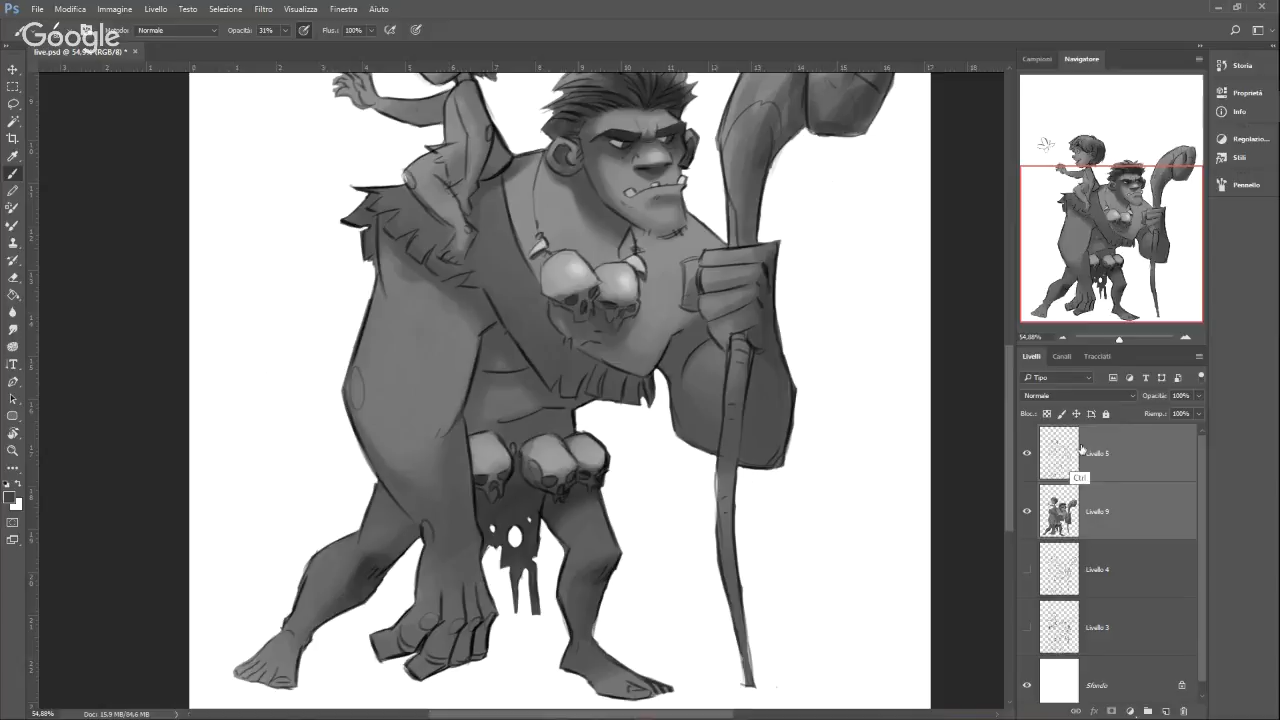 Ps File Modifica Immagine Livello Testo Selezione Filtro Visualizza Finestra Aiuto
Google
Normale Opacità: 31% Flus.: 100%
live.psd @ 54,9% (RGB/8) *
Campioni Navigatore
Storia
Proprietà
Info
Regolazio...
Stili
Pennello
54,88%
Livelli Canali Tracciati
Tipo
Normale Opacità: 100%
Bloc.: Riemp.: 100%
Livello 5
Ctrl
Livello 9
Livello 4
Livello 3
Sfondo
54,88% Doc: 15,9 MB/84,6 MB